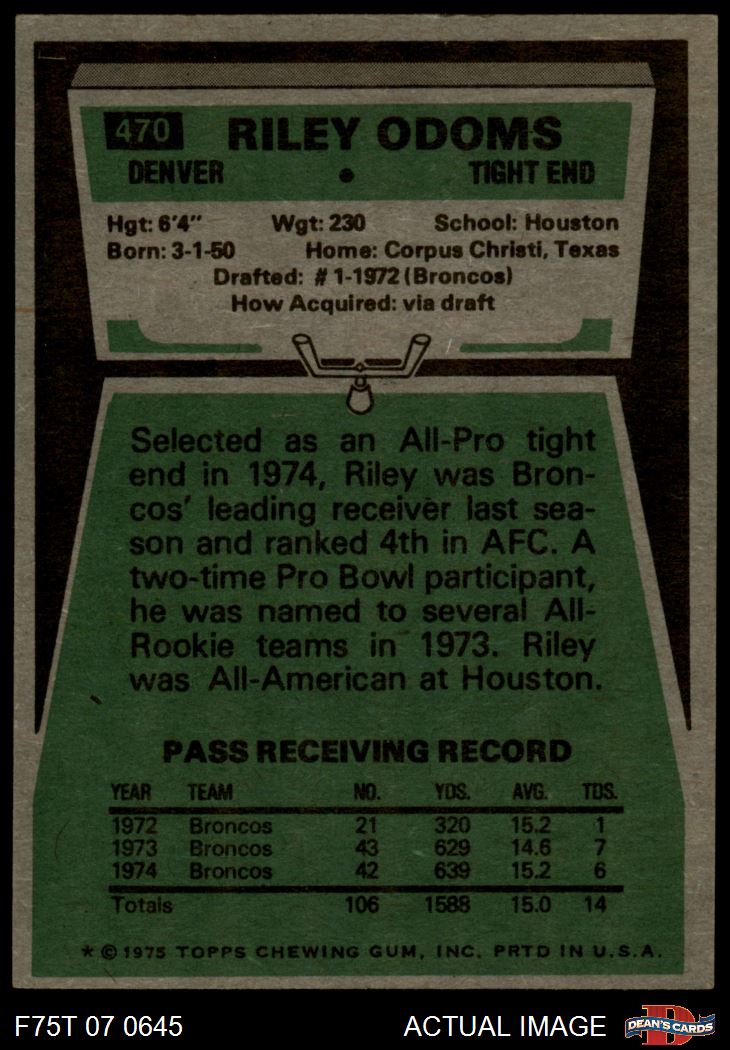 470 RILEY ODOMS
DENVER • TIGHT END
Hgt: 6'4" Wgt: 230 School: Houston
Born: 3-1-50 Home: Corpus Christi, Texas
Drafted: # 1-1972 (Broncos)
How Acquired: via draft
Selected as an All-Pro tight
end in 1974, Riley was Bron-
cos' leading receiver last sea-
son and ranked 4th in AFC. A
two-time Pro Bowl participant,
he was named to several All-
Rookie teams in 1973. Riley
was All-American at Houston.
PASS RECEIVING RECORD
YEAR TEAM NO. YDS. AVG. TDS.
1972 Broncos 21 320 15.2 1
1973 Broncos 43 629 14.6 7
1974 Broncos 42 639 15.2 6
Totals 106 1588 15.0 14
* © 1975 TOPPS CHEWING GUM, INC. PRTD IN U.S.A.
F75T 07 0645 ACTUAL IMAGE D DEAN'S CARDS